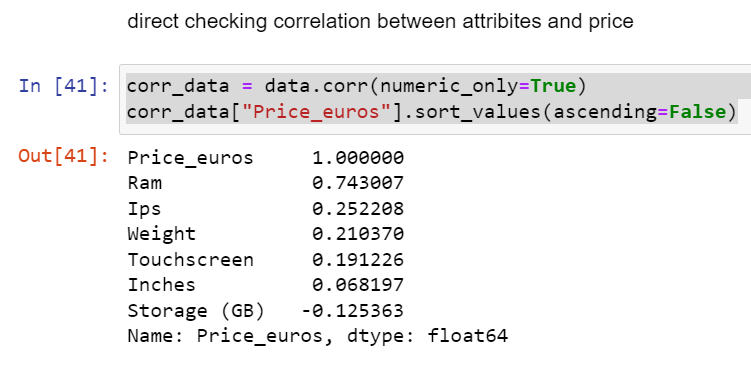 direct checking correlation between attribites and price
In [41]: corr_data = data.corr(numeric_only=True)
corr_data["Price_euros"].sort_values(ascending=False)
Out[41]: Price_euros 1.000000
Ram 0.743007
Ips 0.252208
Weight 0.210370
Touchscreen 0.191226
Inches 0.068197
Storage (GB) -0.125363
Name: Price_euros, dtype: float64